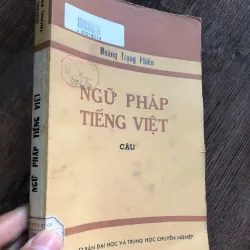 Hoàng Trọng Phiến
NGỮ PHÁP
TIẾNG VIỆT
CÂU
BẢN ĐẠI HỌC VÀ TRUNG HỌC CHUYÊN NGHIỆP
NGỮ PHÁP TIẾNG VIỆT